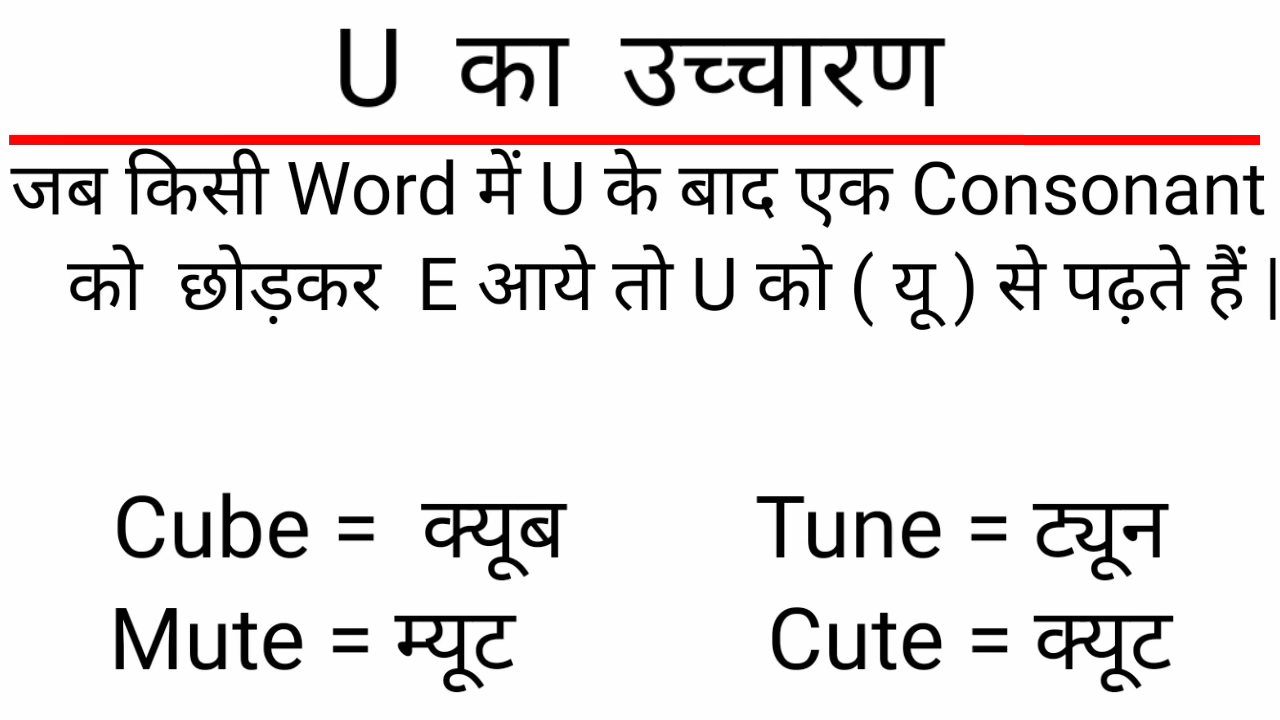 U का उच्चारण
जब किसी Word में U के बाद एक Consonant
को छोड़कर E आये तो U को ( यू ) से पढ़ते हैं |
Cube = क्यूब Tune = ट्यून
Mute = म्यूट Cute = क्यूट